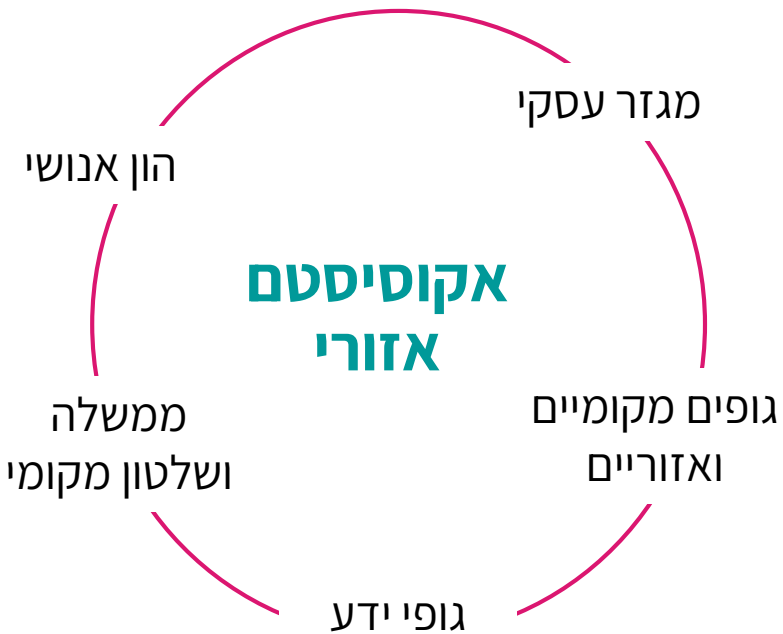 מגזר עסקי
הון אנושי
אקוסיסטם
אזורי
גופים מקומיים
ואזוריים
ממשלה
ושלטון מקומי
גופי ידע